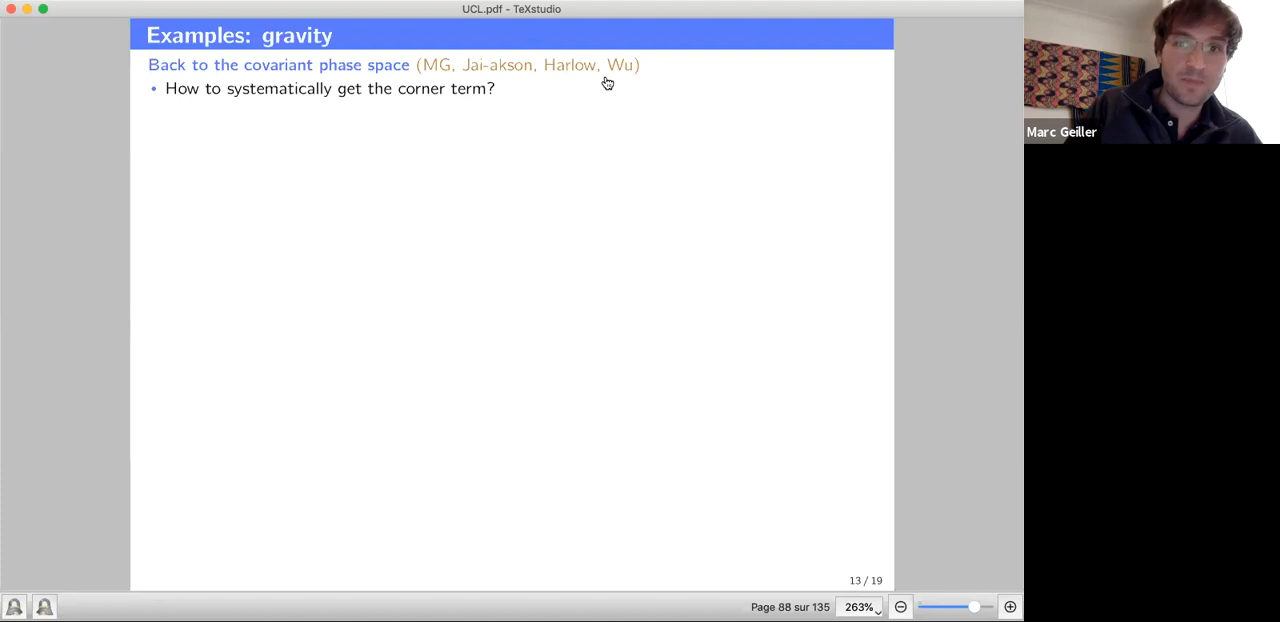 UCL.pdf - TeXstudio
Examples: gravity
Back to the covariant phase space (MG, Jai-akson, Harlow, Wu)
• How to systematically get the corner term?
Marc Geiller
13 / 19
Page 88 sur 135
263%